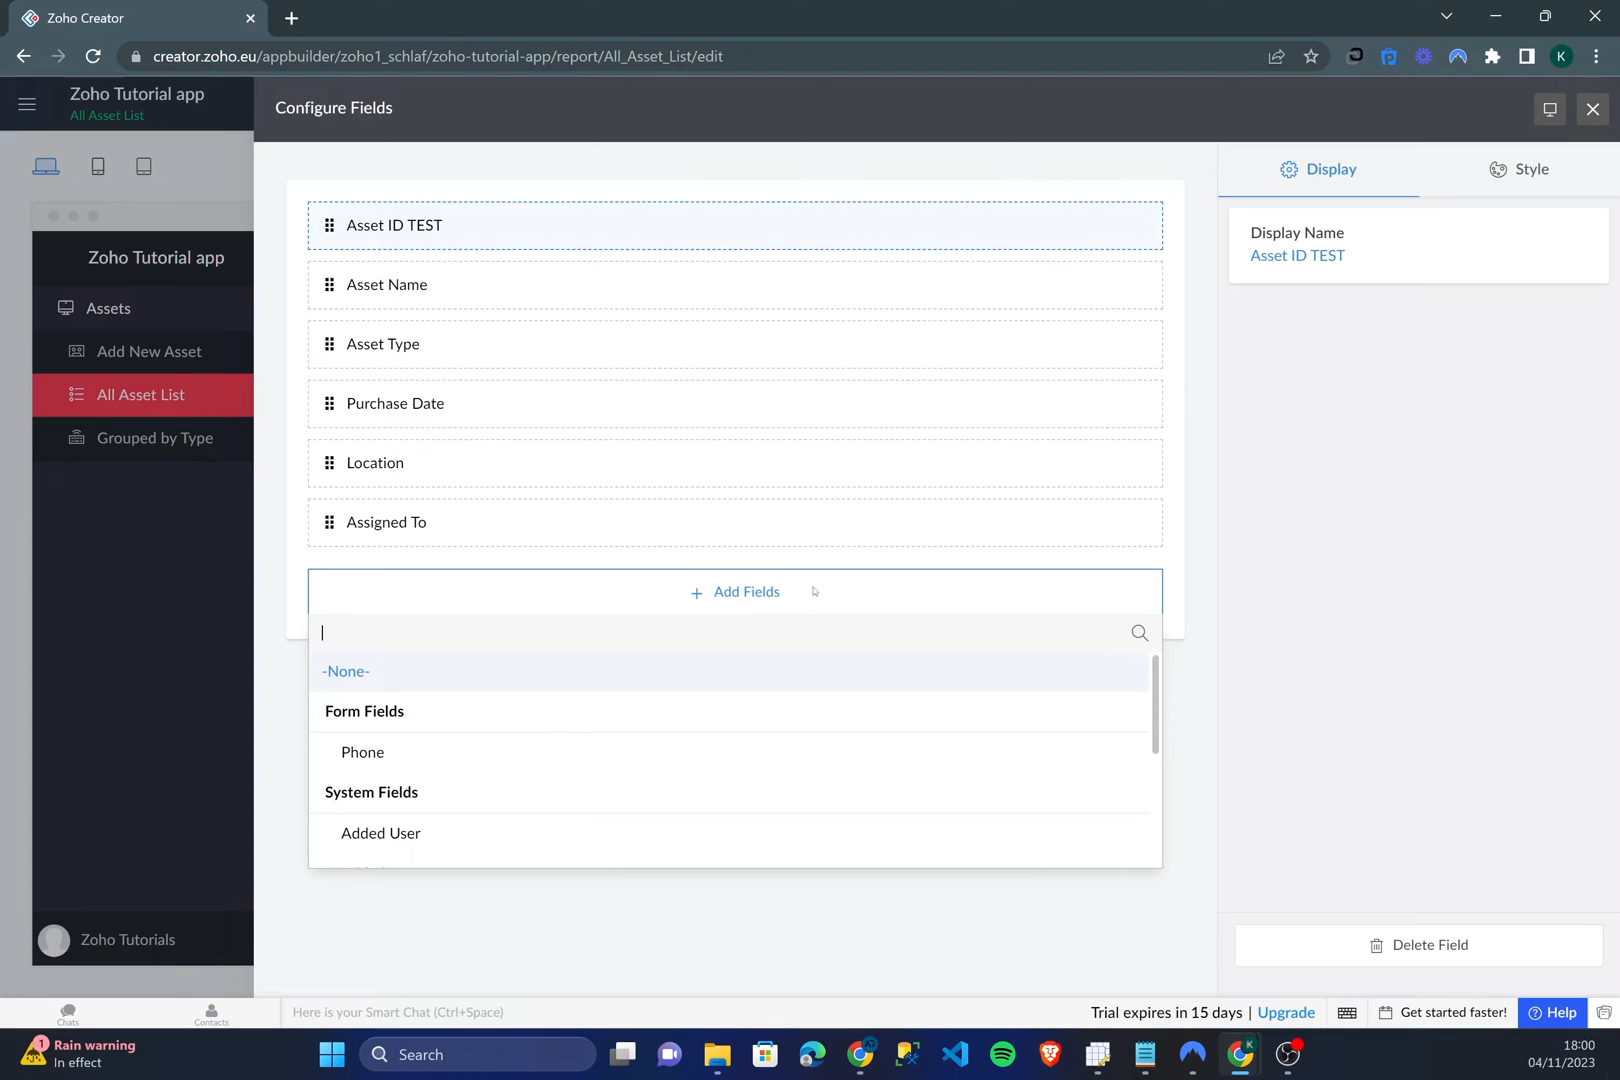 Zoho Creator
creator.zoho.eu/appbuilder/zoho1_schlaf/zoho-tutorial-app/report/All_Asset_List/edit
K
Zoho Tutorial app
All Asset List
Configure Fields
Display
Style
Zoho Tutorial app
Assets
Add New Asset
All Asset List
Grouped by Type
Zoho Tutorials
Asset ID TEST
Asset Name
Asset Type
Purchase Date
Location
Assigned To
+ Add Fields
-None-
Form Fields
Phone
System Fields
Added User
Display Name
Asset ID TEST
Delete Field
Chats
Contacts
Here is your Smart Chat (Ctrl+Space)
Trial expires in 15 days | Upgrade
Get started faster!
Help
1
Rain warning
In effect
Search
K
18:00
04/11/2023